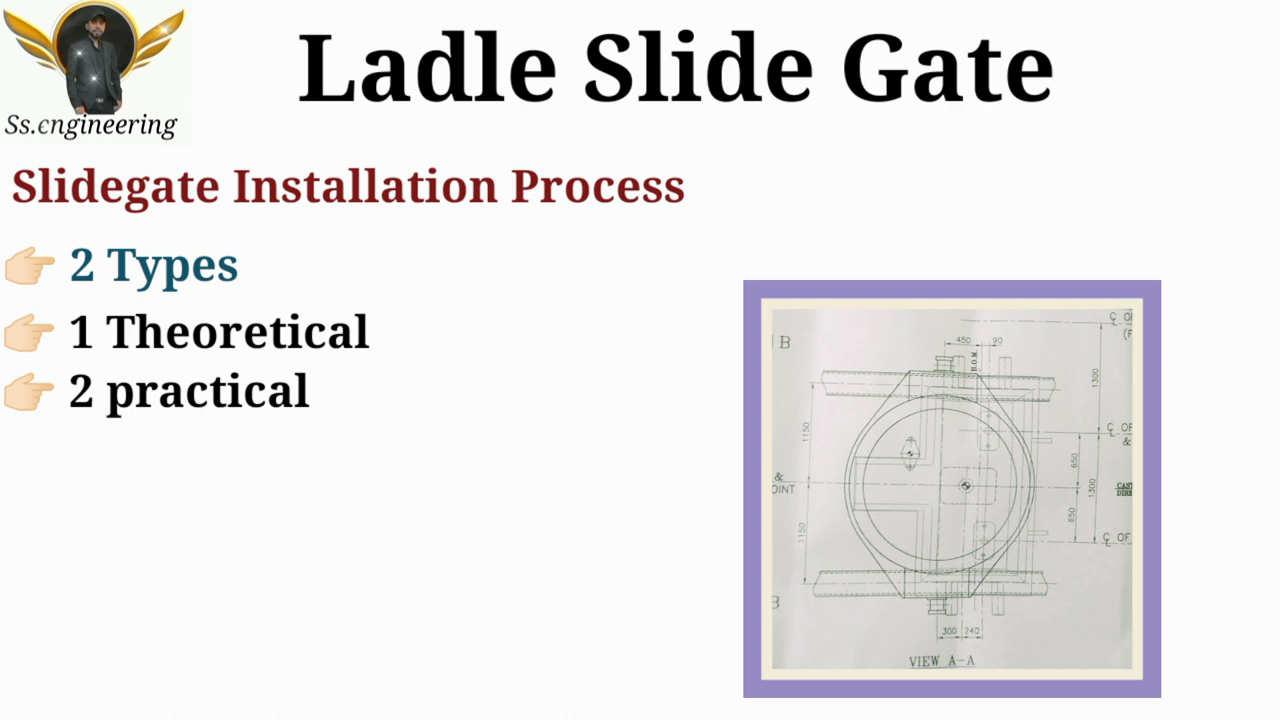 Ladle Slide Gate
Ss.engineering
Slidegate Installation Process
2 Types
1 Theoretical
2 practical
B
450
90
B.O.M.
1300
1150
650
1300
650
1150
&
OINT
&
300
240
VIEW A-A